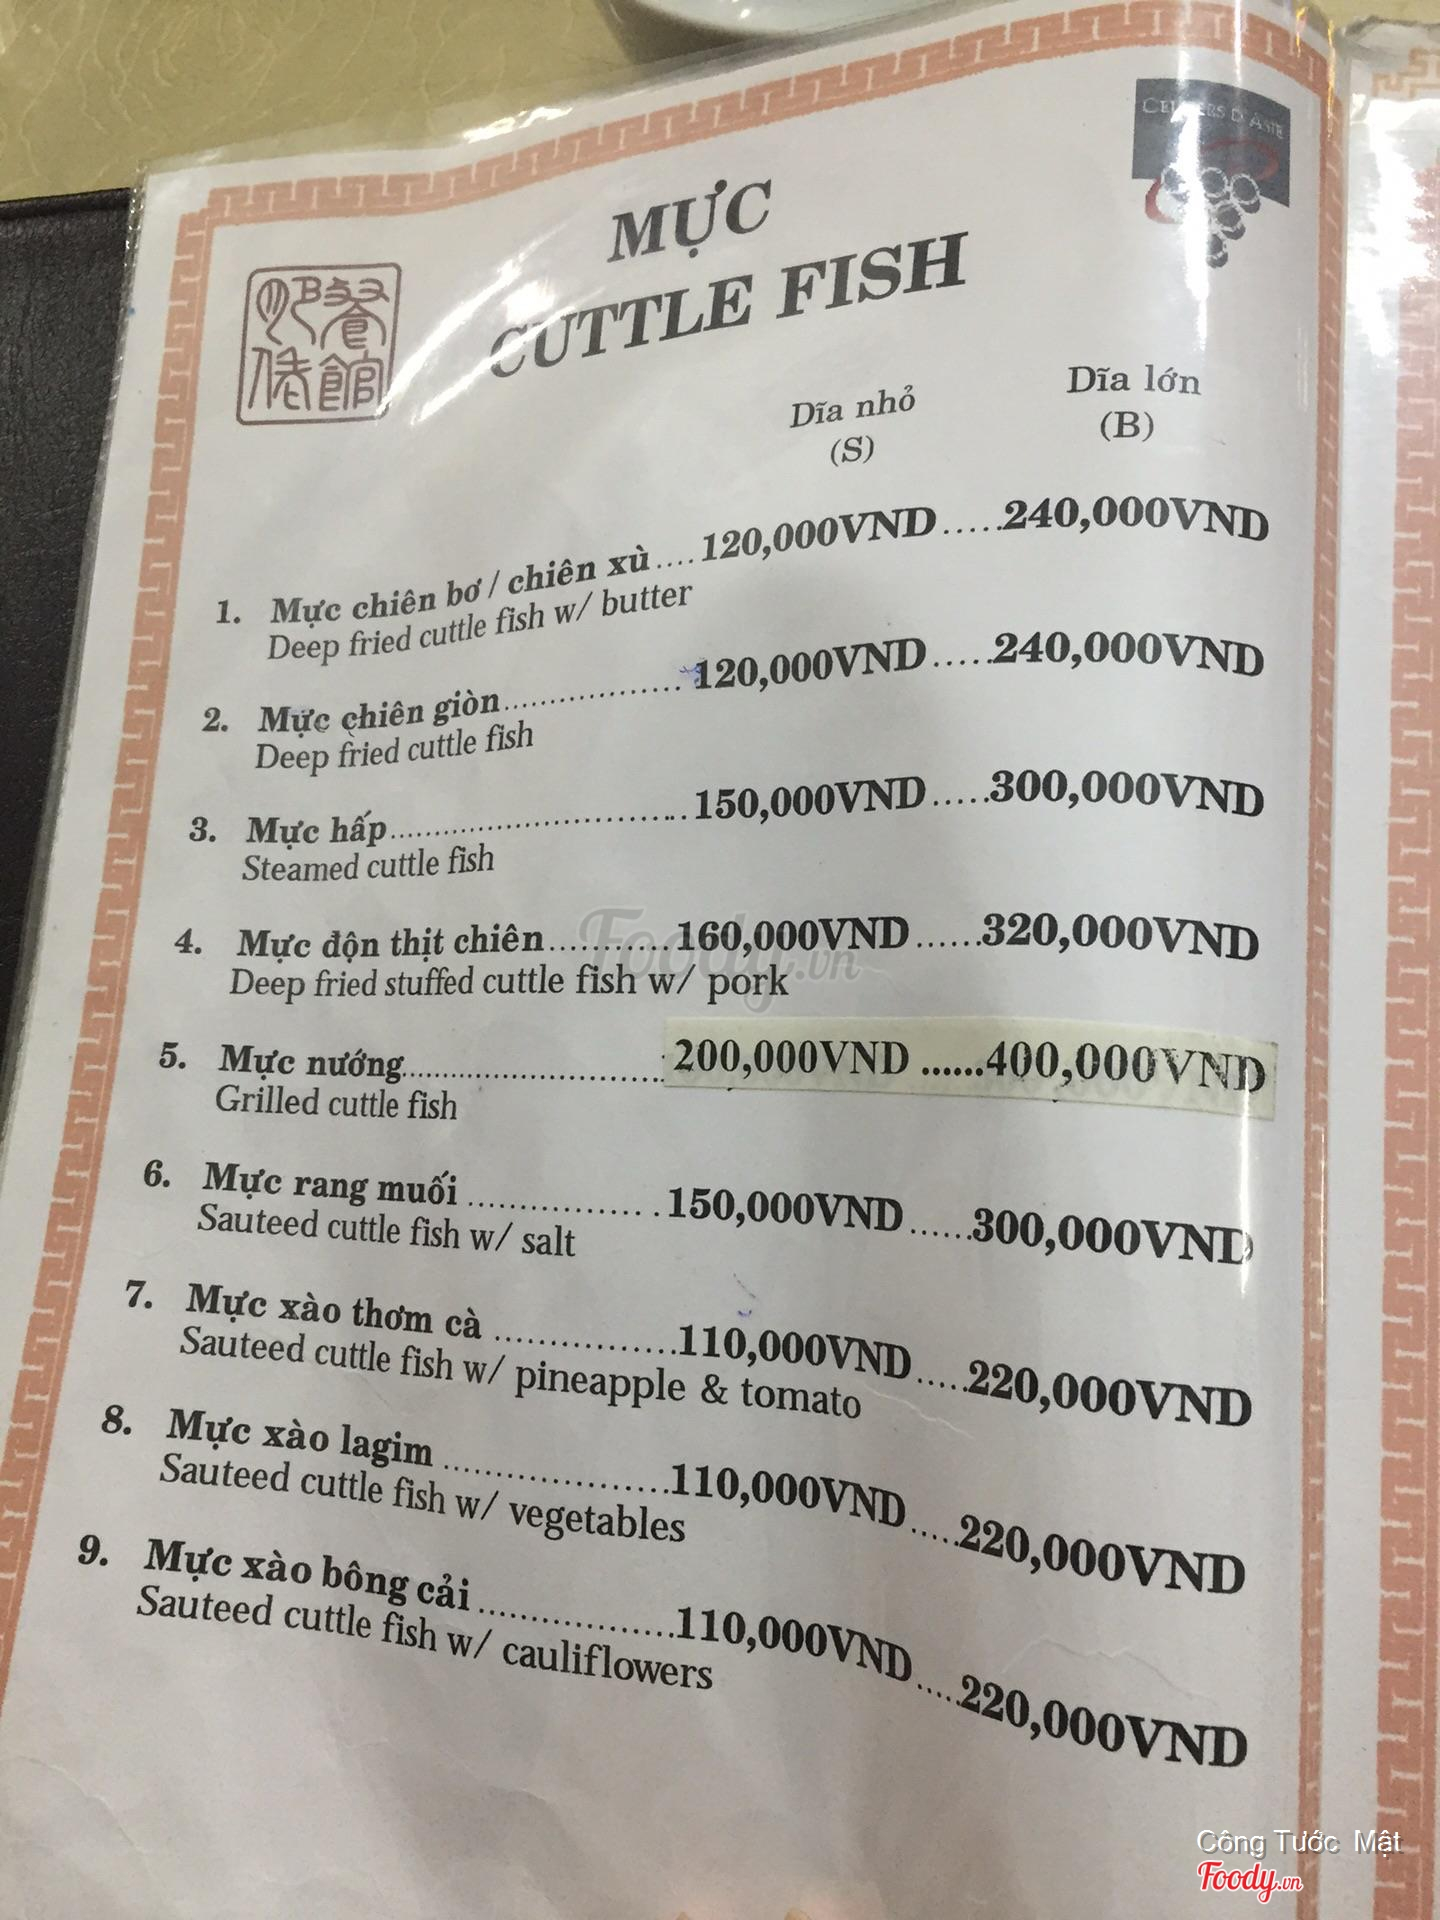 CELLIERS D'ASIE
MỰC
CUTTLE FISH
餐館
Dĩa nhỏ Dĩa lớn
(S) (B)
1. Mực chiên bơ / chiên xù .... 120,000VND ..... 240,000VND
Deep fried cuttle fish w/ butter
2. Mực chiên giòn .................. 120,000VND ..... 240,000VND
Deep fried cuttle fish
3. Mực hấp .............................. 150,000VND ..... 300,000VND
Steamed cuttle fish
4. Mực độn thịt chiên ........... 160,000VND ...... 320,000VND
Deep fried stuffed cuttle fish w/ pork
5. Mực nướng .......................... 200,000VND ...... 400,000VND
Grilled cuttle fish
6. Mực rang muối .................. 150,000VND ...... 300,000VND
Sauteed cuttle fish w/ salt
7. Mực xào thơm cà ................ 110,000VND ..... 220,000VND
Sauteed cuttle fish w/ pineapple & tomato
8. Mực xào lagim .................... 110,000VND ..... 220,000VND
Sauteed cuttle fish w/ vegetables
9. Mực xào bông cải ................. 110,000VND ..... 220,000VND
Sauteed cuttle fish w/ cauliflowers
Foody.vn
Công Tước Mật
Foody.vn